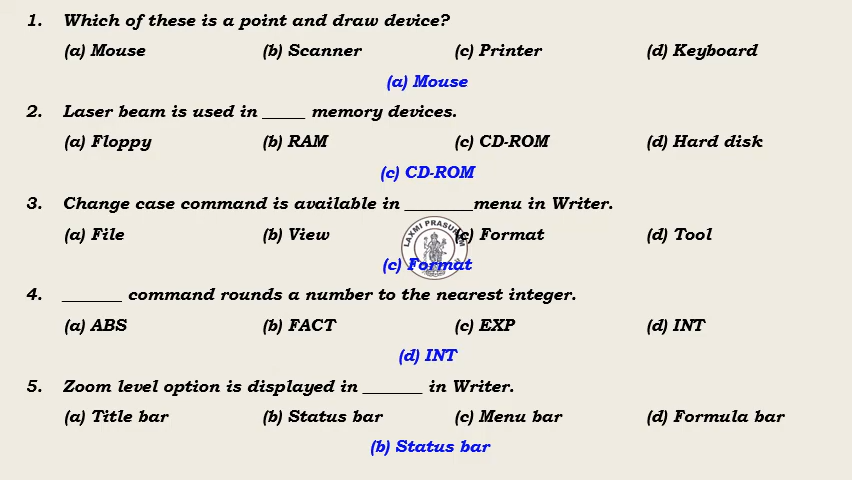 1. Which of these is a point and draw device?
(a) Mouse (b) Scanner (c) Printer (d) Keyboard
(a) Mouse
2. Laser beam is used in _____ memory devices.
(a) Floppy (b) RAM (c) CD-ROM (d) Hard disk
(c) CD-ROM
3. Change case command is available in ________menu in Writer.
(a) File (b) View (c) Format (d) Tool
LAXMI PRASUNAM
(c) Format
4. _______ command rounds a number to the nearest integer.
(a) ABS (b) FACT (c) EXP (d) INT
(d) INT
5. Zoom level option is displayed in _______ in Writer.
(a) Title bar (b) Status bar (c) Menu bar (d) Formula bar
(b) Status bar